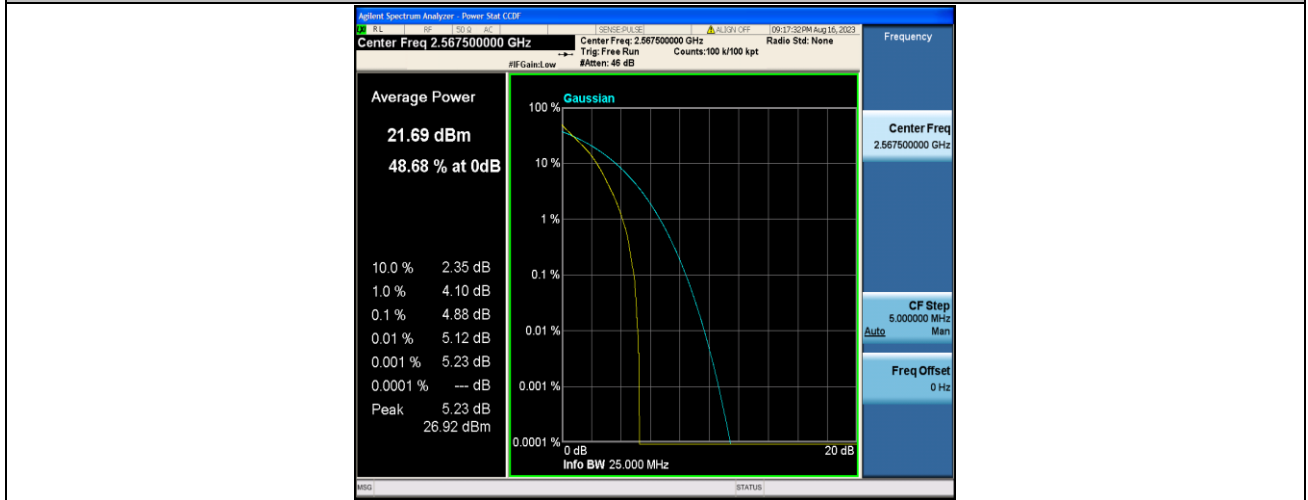 Agilent Spectrum Analyzer - Power Stat CCDF
RL RF 50 Ω AC SENSE:PULSE ALIGN OFF 09:17:32 PM Aug 16, 2023
Center Freq 2.567500000 GHz
Center Freq: 2.567500000 GHz Radio Std: None
Trig: Free Run Counts:100 k/100 kpt
#IFGain:Low #Atten: 46 dB
Frequency
Average Power
21.69 dBm
48.68 % at 0dB
10.0 % 2.35 dB
1.0 % 4.10 dB
0.1 % 4.88 dB
0.01 % 5.12 dB
0.001 % 5.23 dB
0.0001 % --- dB
Peak 5.23 dB
26.92 dBm
Gaussian
100 %
10 %
1 %
0.1 %
0.01 %
0.001 %
0.0001 %
0 dB 20 dB
Info BW 25.000 MHz
Center Freq
2.567500000 GHz
CF Step
5.000000 MHz
Auto Man
Freq Offset
0 Hz
MSG STATUS